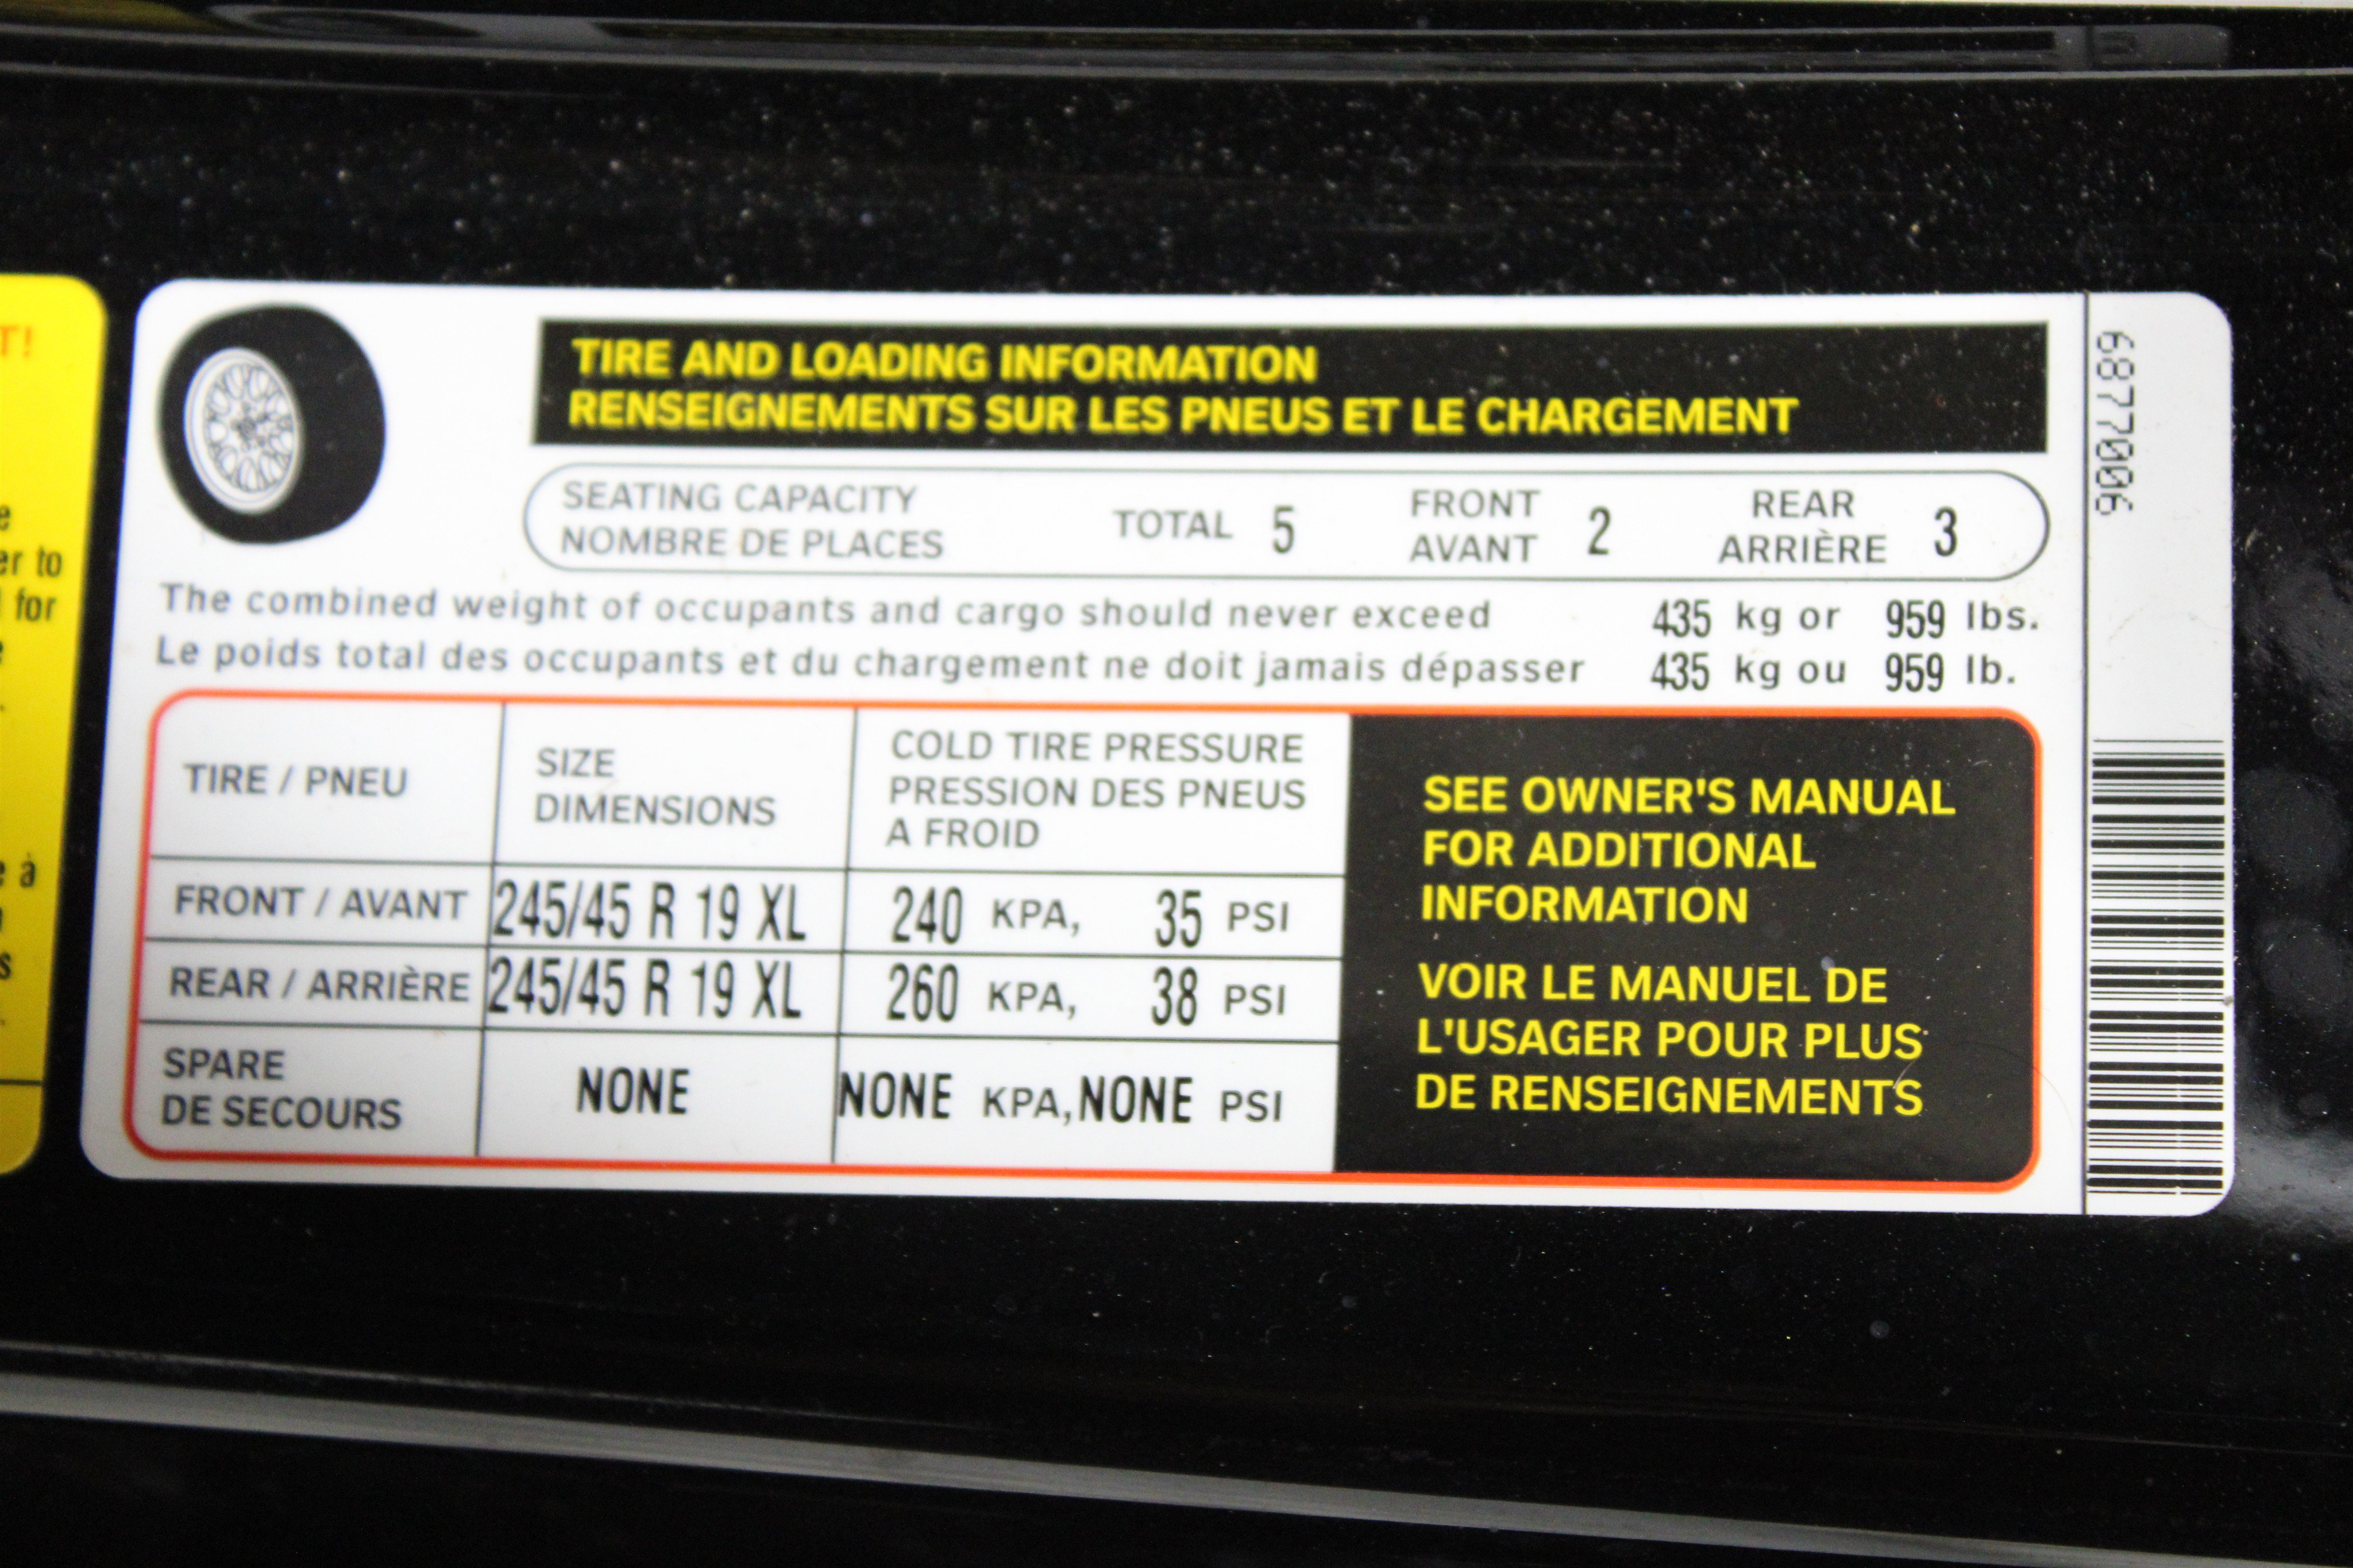 T!
e
er to
for
e
e à
s
TIRE AND LOADING INFORMATION
RENSEIGNEMENTS SUR LES PNEUS ET LE CHARGEMENT
SEATING CAPACITY
NOMBRE DE PLACES
TOTAL 5
FRONT
AVANT 2
REAR
ARRIÈRE 3
The combined weight of occupants and cargo should never exceed 435 kg or 959 lbs.
Le poids total des occupants et du chargement ne doit jamais dépasser 435 kg ou 959 lb.
TIRE / PNEU
SIZE
DIMENSIONS
COLD TIRE PRESSURE
PRESSION DES PNEUS
A FROID
FRONT / AVANT 245/45 R 19 XL 240 KPA, 35 PSI
REAR / ARRIÈRE 245/45 R 19 XL 260 KPA, 38 PSI
SPARE
DE SECOURS NONE NONE KPA, NONE PSI
SEE OWNER'S MANUAL
FOR ADDITIONAL
INFORMATION
VOIR LE MANUEL DE
L'USAGER POUR PLUS
DE RENSEIGNEMENTS
6877006